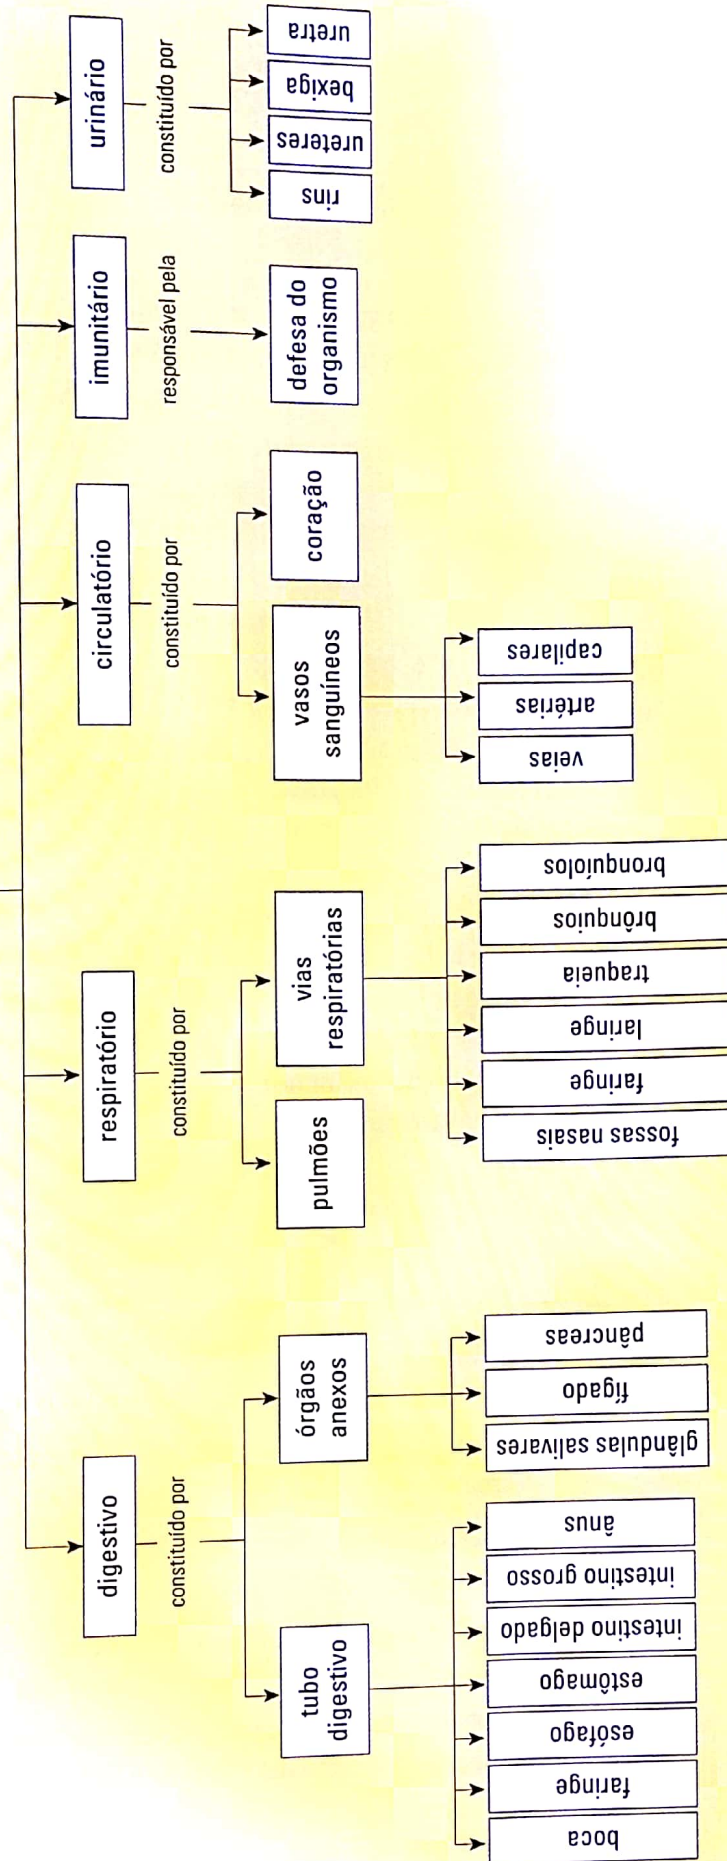 digestivo
respiratório
circulatório
imunitário
urinário
constituído por
constituído por
constituído por
responsável pela
constituído por
tubo
digestivo
órgãos
anexos
pulmões
vias
respiratórias
vasos
sanguíneos
coração
defesa do
organismo
rins
ureteres
bexiga
uretra
boca
faringe
esófago
estômago
intestino delgado
intestino grosso
ânus
glândulas salivares
fígado
pâncreas
fossas nasais
faringe
laringe
traqueia
brônquios
bronquíolos
veias
artérias
capilares